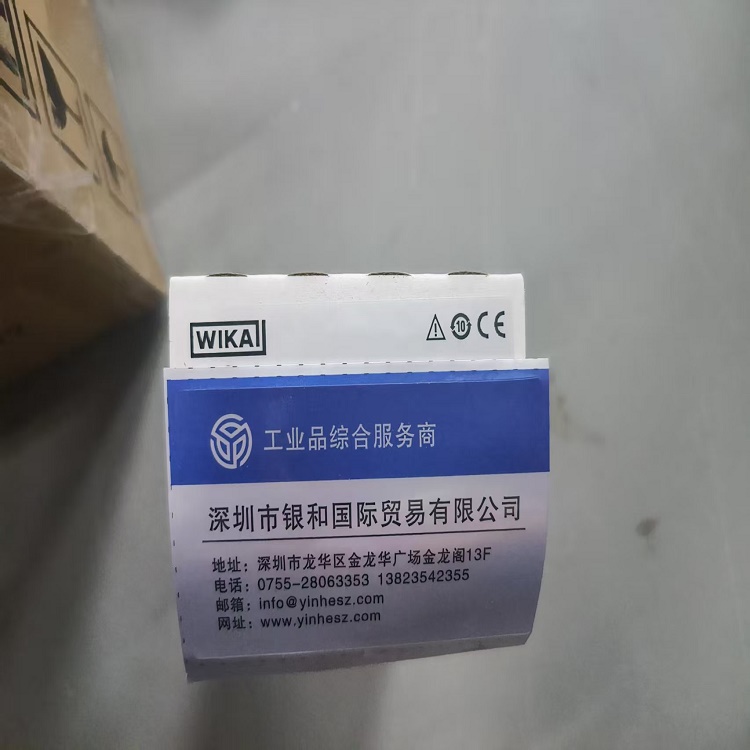 WIKA
10 CE
工业品综合服务商
深圳市银和国际贸易有限公司
地址：深圳市龙华区金龙华广场金龙阁13F
电话：0755-28063353 13823542355
邮箱：info@yinhesz.com
网址：www.yinhesz.com